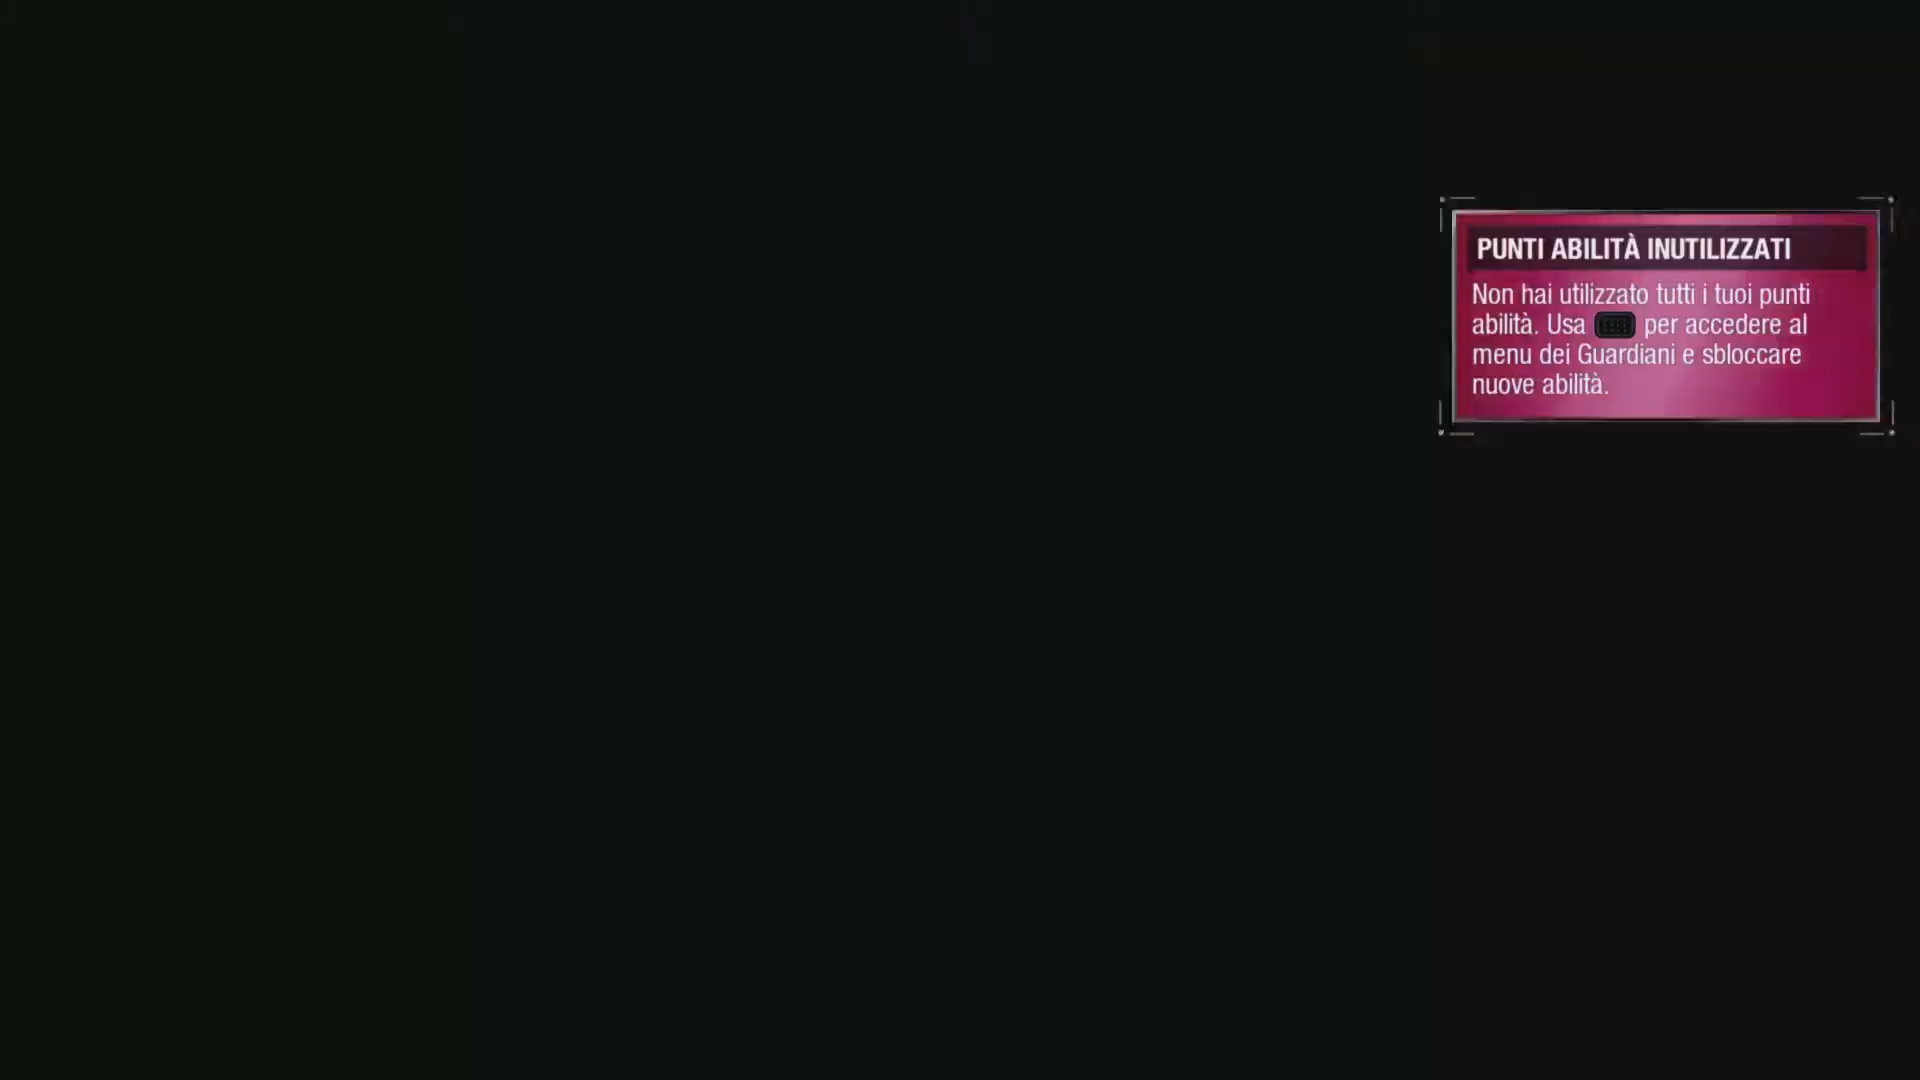 PUNTI ABILITÀ INUTILIZZATI
Non hai utilizzato tutti i tuoi punti
abilità. Usa per accedere al
menu dei Guardiani e sbloccare
nuove abilità.